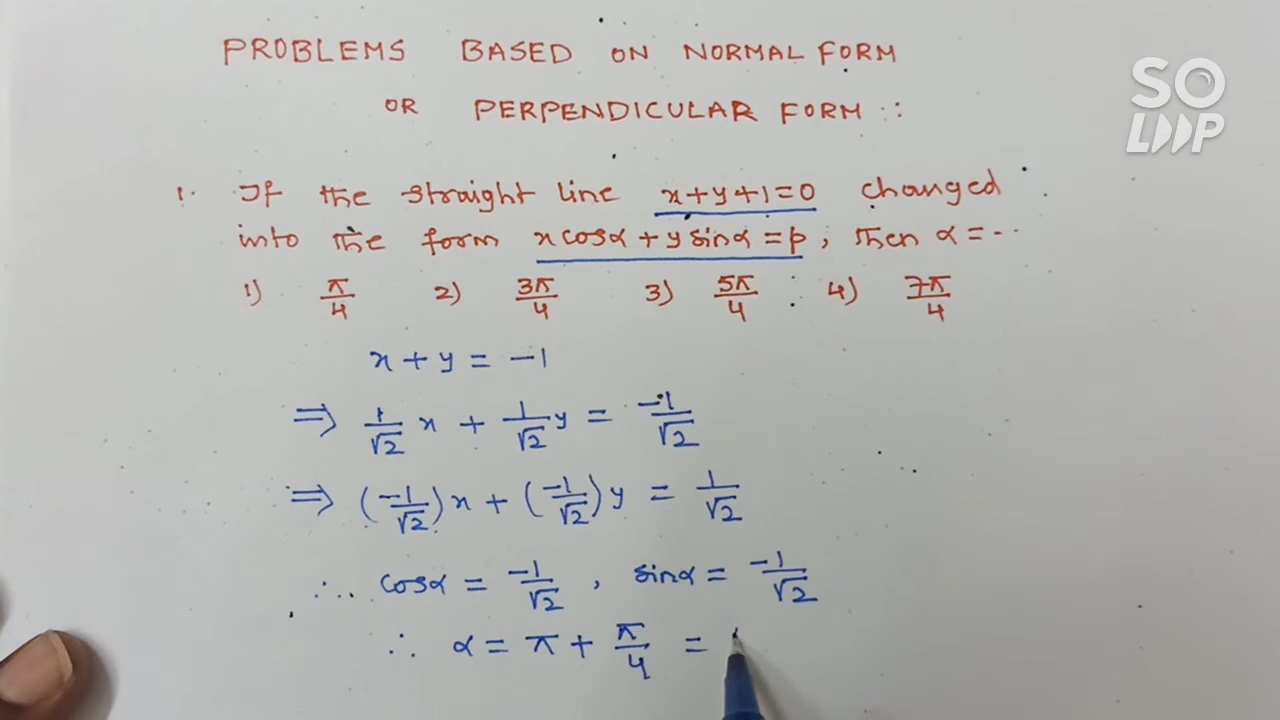 PROBLEMS BASED ON NORMAL FORM
OR PERPENDICULAR FORM ::
SO
LOOP
1. If the straight line x+y+1=0 changed
into the form x cosα + y sinα = p, then α = ---
1) π/4 2) 3π/4 3) 5π/4 4) 7π/4
x + y = -1
⇒ 1/√2 x + 1/√2 y = -1/√2
⇒ (-1/√2)x + (-1/√2)y = 1/√2
∴ cosα = -1/√2, sinα = -1/√2
∴ α = π + π/4 =